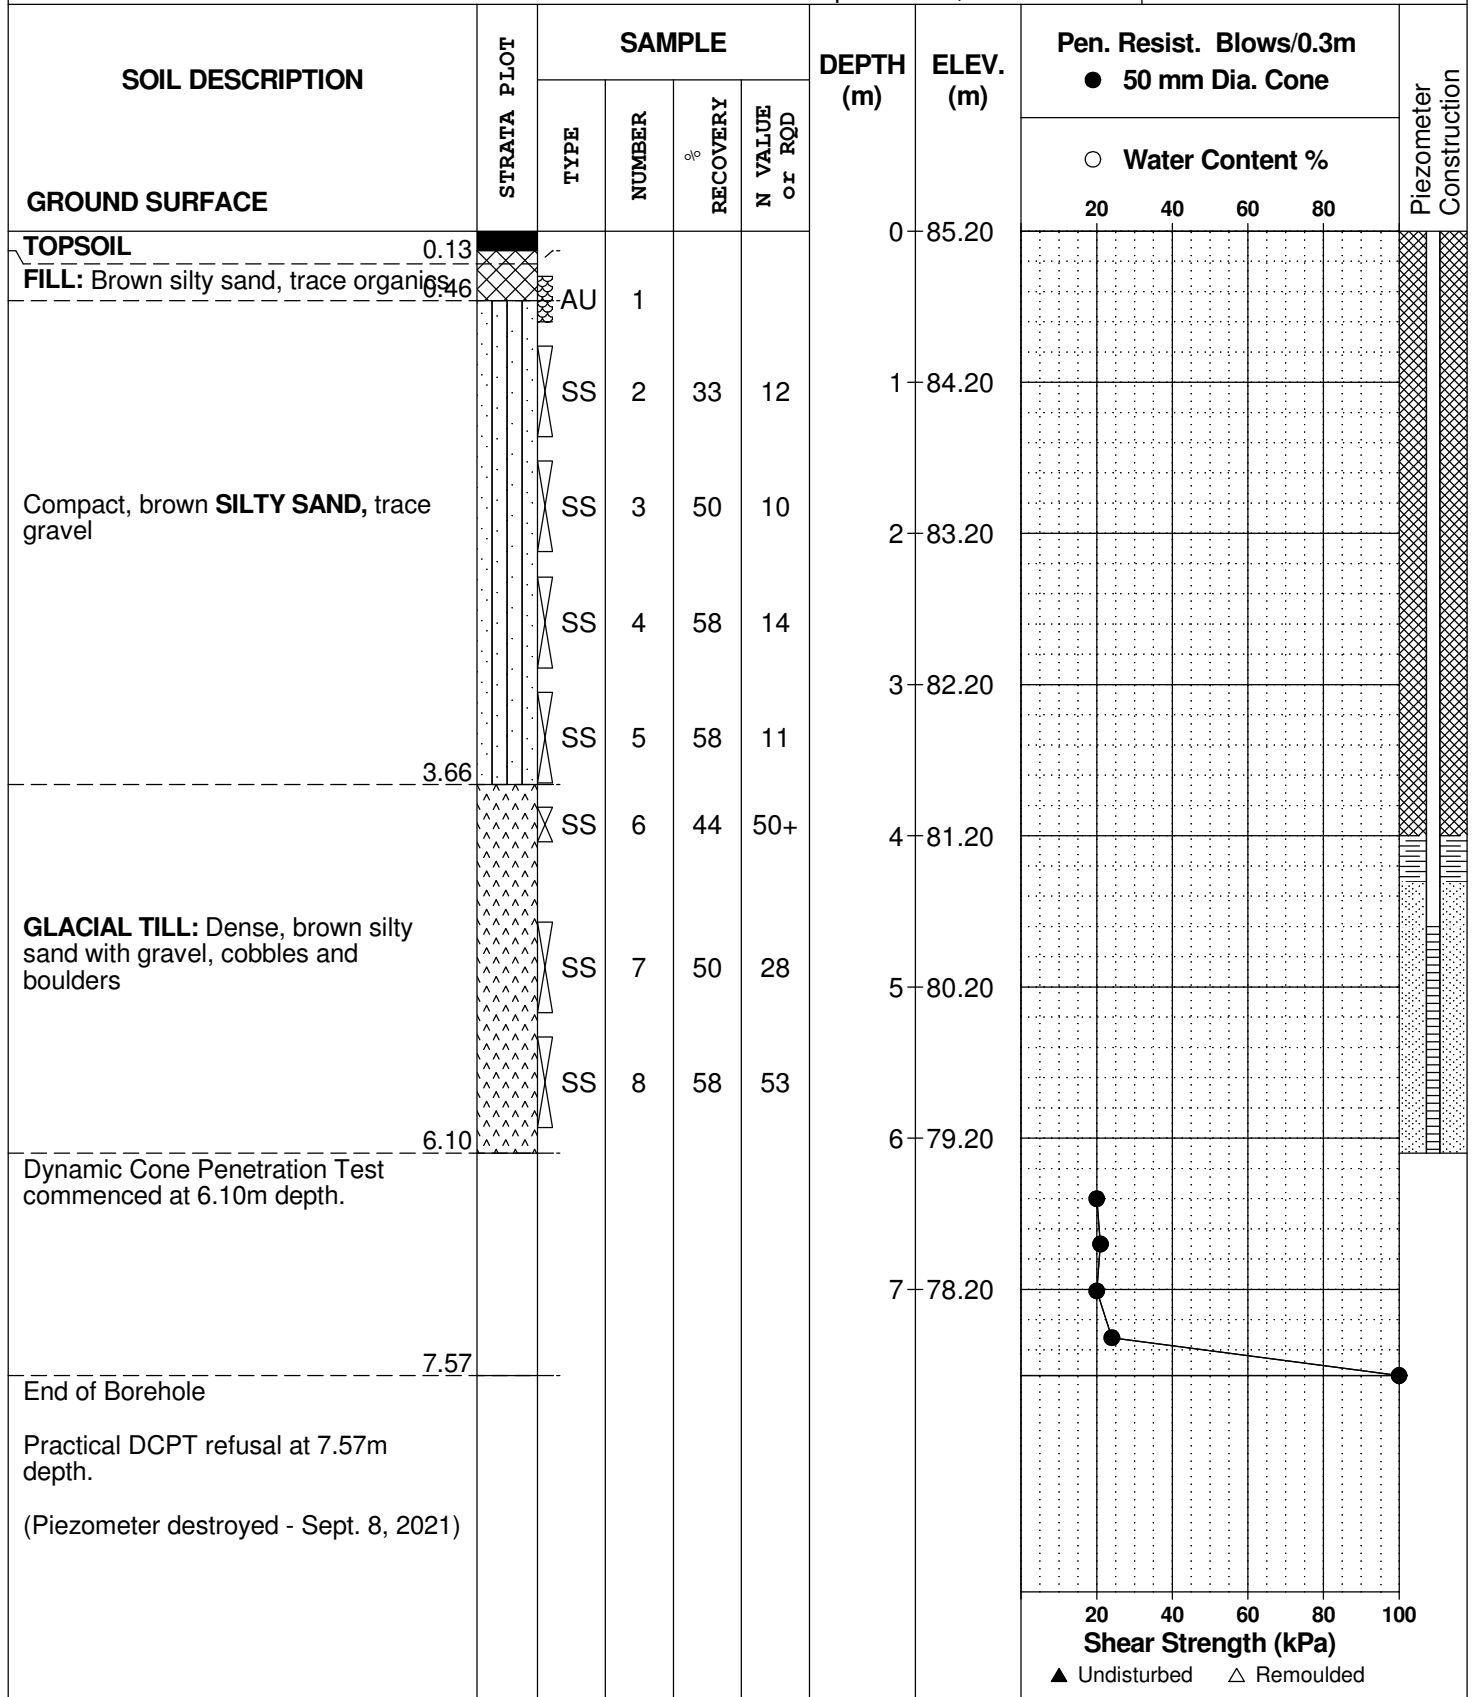 SOIL DESCRIPTION
GROUND SURFACE
STRATA PLOT
SAMPLE
TYPE
NUMBER
% RECOVERY
N VALUE or RQD
DEPTH (m)
ELEV. (m)
Pen. Resist. Blows/0.3m
● 50 mm Dia. Cone
○ Water Content %
20 40 60 80
Piezometer Construction
TOPSOIL 0.13
FILL: Brown silty sand, trace organics 0.46
0 85.20
AU 1
SS 2 33 12
1 84.20
Compact, brown SILTY SAND, trace
gravel
SS 3 50 10
2 83.20
SS 4 58 14
3 82.20
SS 5 58 11
3.66
SS 6 44 50+
4 81.20
GLACIAL TILL: Dense, brown silty
sand with gravel, cobbles and
boulders
SS 7 50 28
5 80.20
SS 8 58 53
6.10
6 79.20
Dynamic Cone Penetration Test
commenced at 6.10m depth.
7 78.20
7.57
End of Borehole
Practical DCPT refusal at 7.57m
depth.
(Piezometer destroyed - Sept. 8, 2021)
20 40 60 80 100
Shear Strength (kPa)
▲ Undisturbed △ Remoulded